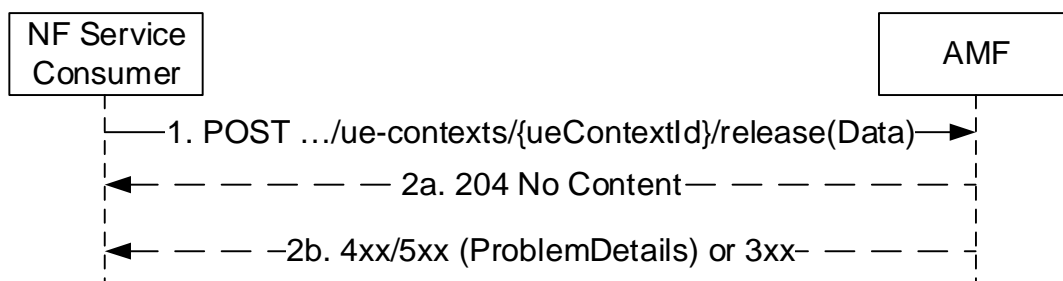 NF Service
Consumer
AMF
1. POST …/ue-contexts/{ueContextId}/release(Data)
2a. 204 No Content
2b. 4xx/5xx (ProblemDetails) or 3xx